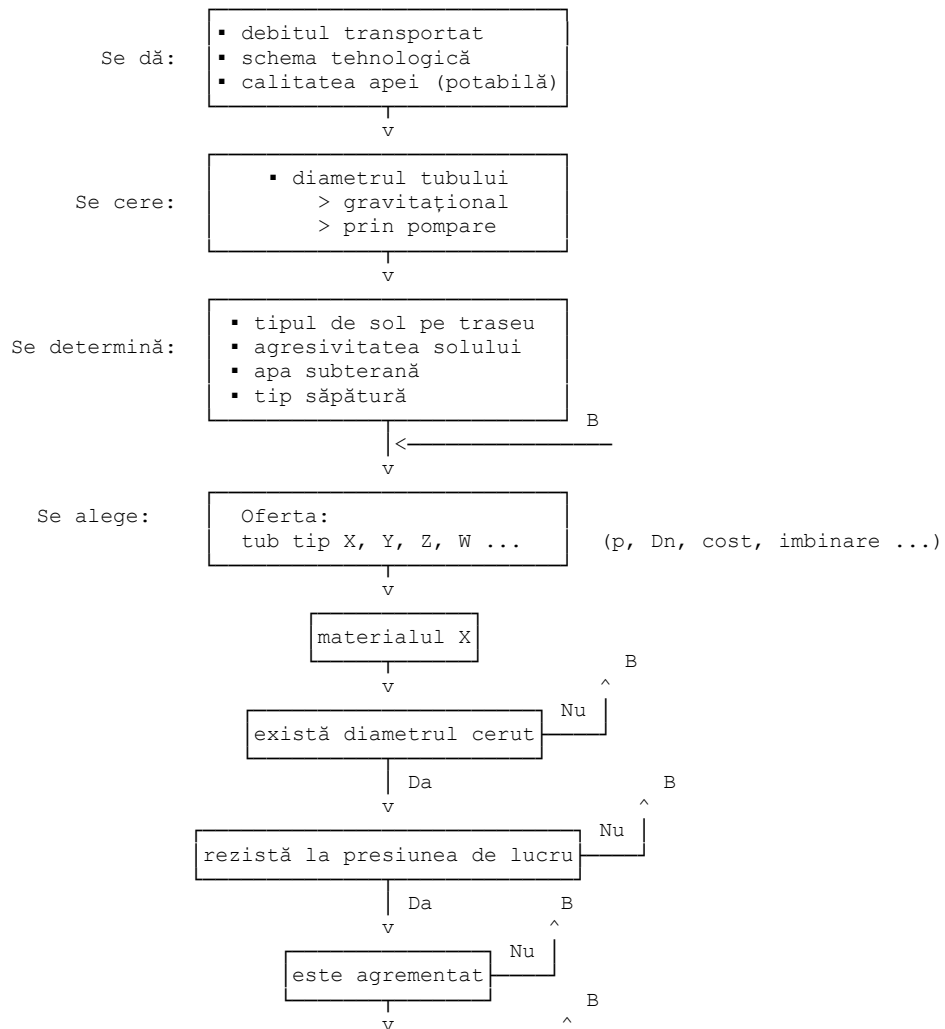 ▪ debitul transportat
Se dă: ▪ schema tehnologică
▪ calitatea apei (potabilă)
v
▪ diametrul tubului
Se cere: > gravitaţional
> prin pompare
v
▪ tipul de sol pe traseu
Se determină: ▪ agresivitatea solului
▪ apa subterană
▪ tip săpătură
B
<
v
Se alege: Oferta:
tub tip X, Y, Z, W ... (p, Dn, cost, imbinare ...)
v
materialul X
B
v ^
Nu
există diametrul cerut
Da B
v ^
Nu
rezistă la presiunea de lucru
Da B
v ^
Nu
este agrementat
B
v ^